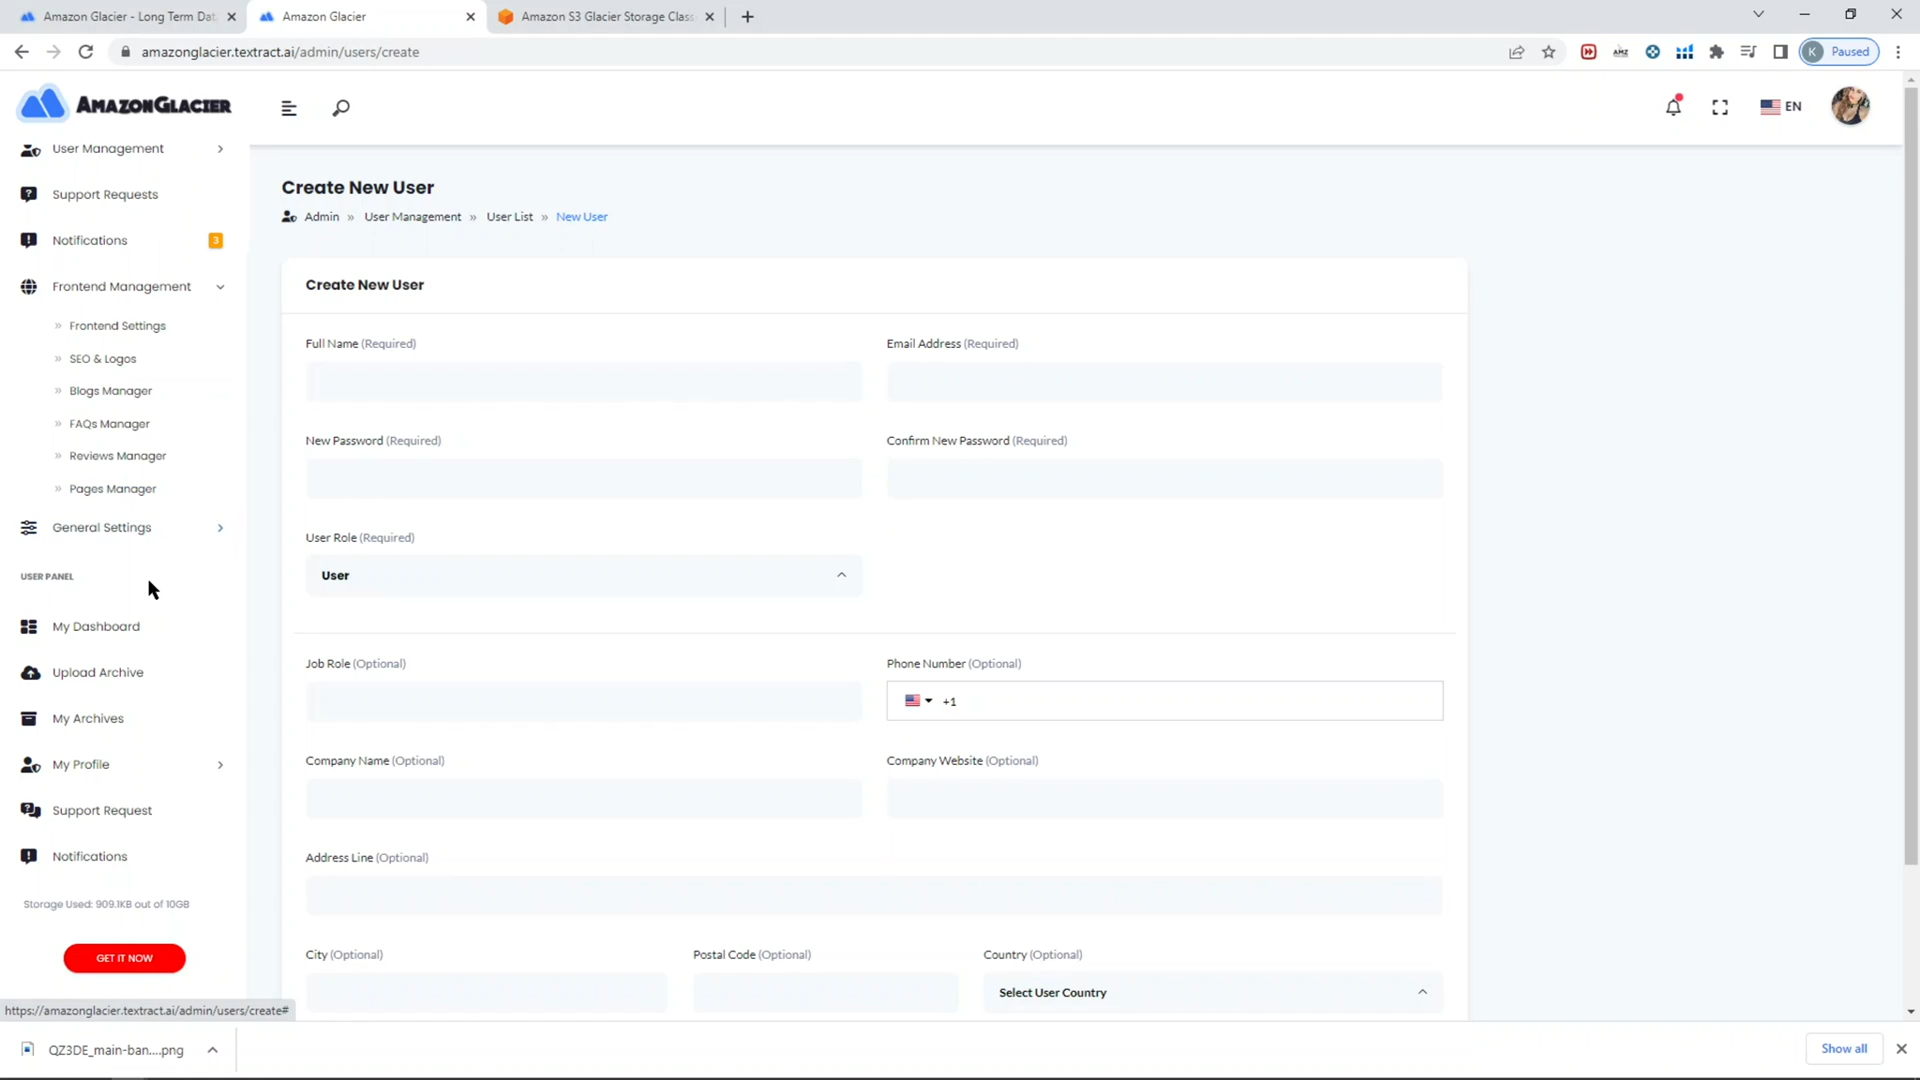 Amazon Glacier - Long Term Dat
Amazon Glacier
Amazon S3 Glacier Storage Class
amazonglacier.textract.ai/admin/users/create
AMZ
K Paused
AMAZONGLACIER
EN
User Management
Support Requests
Notifications 3
Frontend Management
» Frontend Settings
» SEO & Logos
» Blogs Manager
» FAQs Manager
» Reviews Manager
» Pages Manager
General Settings
USER PANEL
My Dashboard
Upload Archive
My Archives
My Profile
Support Request
Notifications
Storage Used: 909.1KB out of 10GB
GET IT NOW
Create New User
Admin » User Management » User List » New User
Create New User
Full Name (Required)
Email Address (Required)
New Password (Required)
Confirm New Password (Required)
User Role (Required)
User
Job Role (Optional)
Phone Number (Optional)
+1
Company Name (Optional)
Company Website (Optional)
Address Line (Optional)
City (Optional)
Postal Code (Optional)
Country (Optional)
Select User Country
https://amazonglacier.textract.ai/admin/users/create#
QZ3DE_main-ban....png
Show all